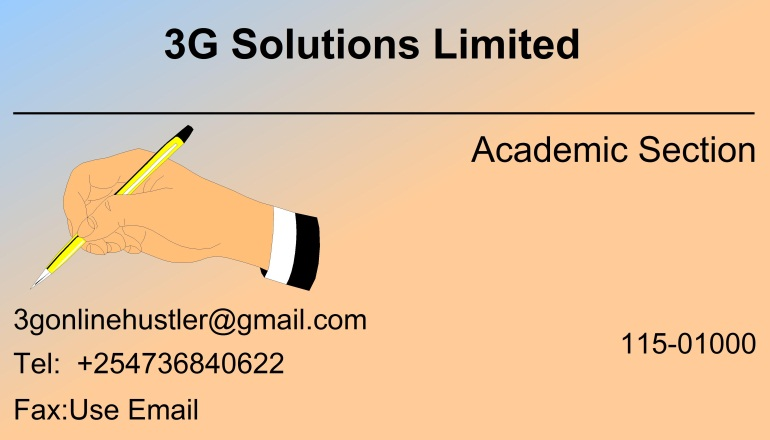 3G Solutions Limited
Academic Section
3gonlinehustler@gmail.com
115-01000
Tel:  +254736840622
Fax:Use Email